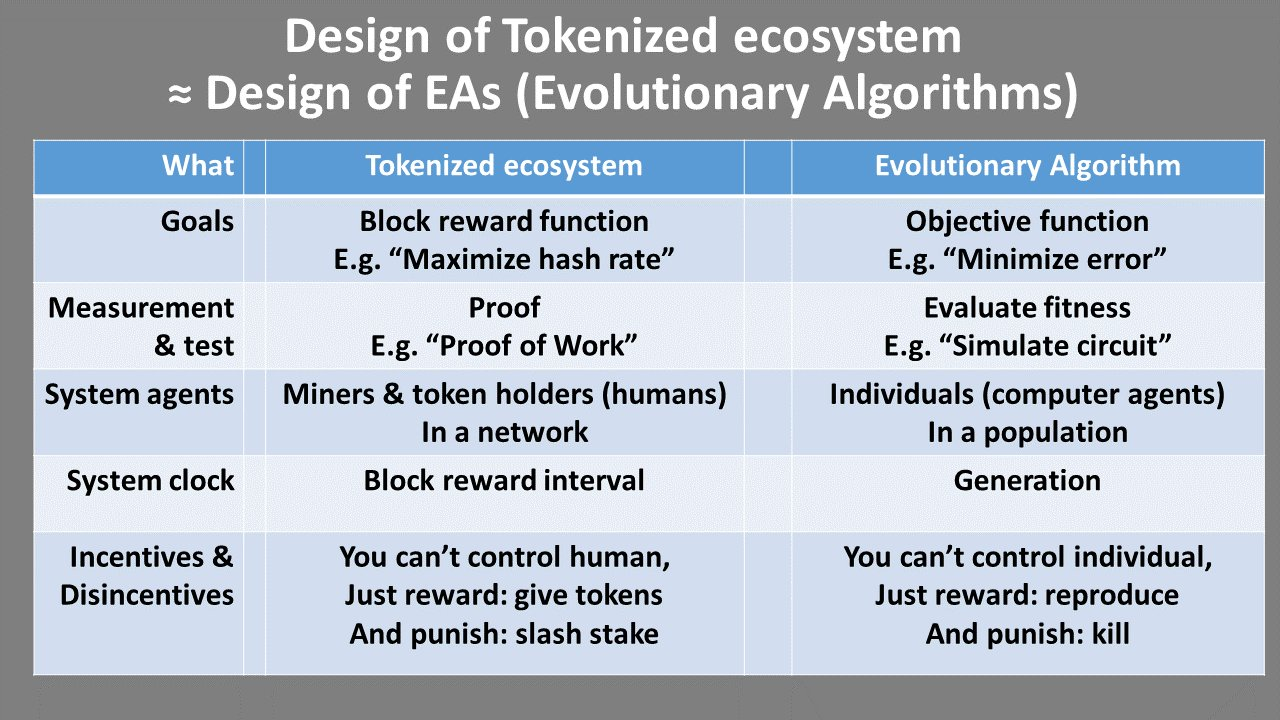 Design of Tokenized ecosystem
≈ Design of EAs (Evolutionary Algorithms)
What Tokenized ecosystem Evolutionary Algorithm
Goals Block reward function Objective function
E.g. “Maximize hash rate” E.g. “Minimize error”
Measurement Proof Evaluate fitness
& test E.g. “Proof of Work” E.g. “Simulate circuit”
System agents Miners & token holders (humans) Individuals (computer agents)
In a network In a population
System clock Block reward interval Generation
Incentives & You can’t control human, You can’t control individual,
Disincentives Just reward: give tokens Just reward: reproduce
And punish: slash stake And punish: kill